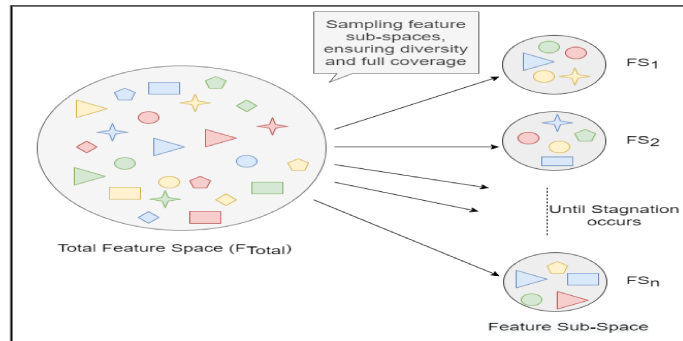 Sampling feature
sub-spaces,
ensuring diversity
and full coverage
FS1
FS2
Until Stagnation
occurs
FSn
Total Feature Space (FTotal)
Feature Sub-Space